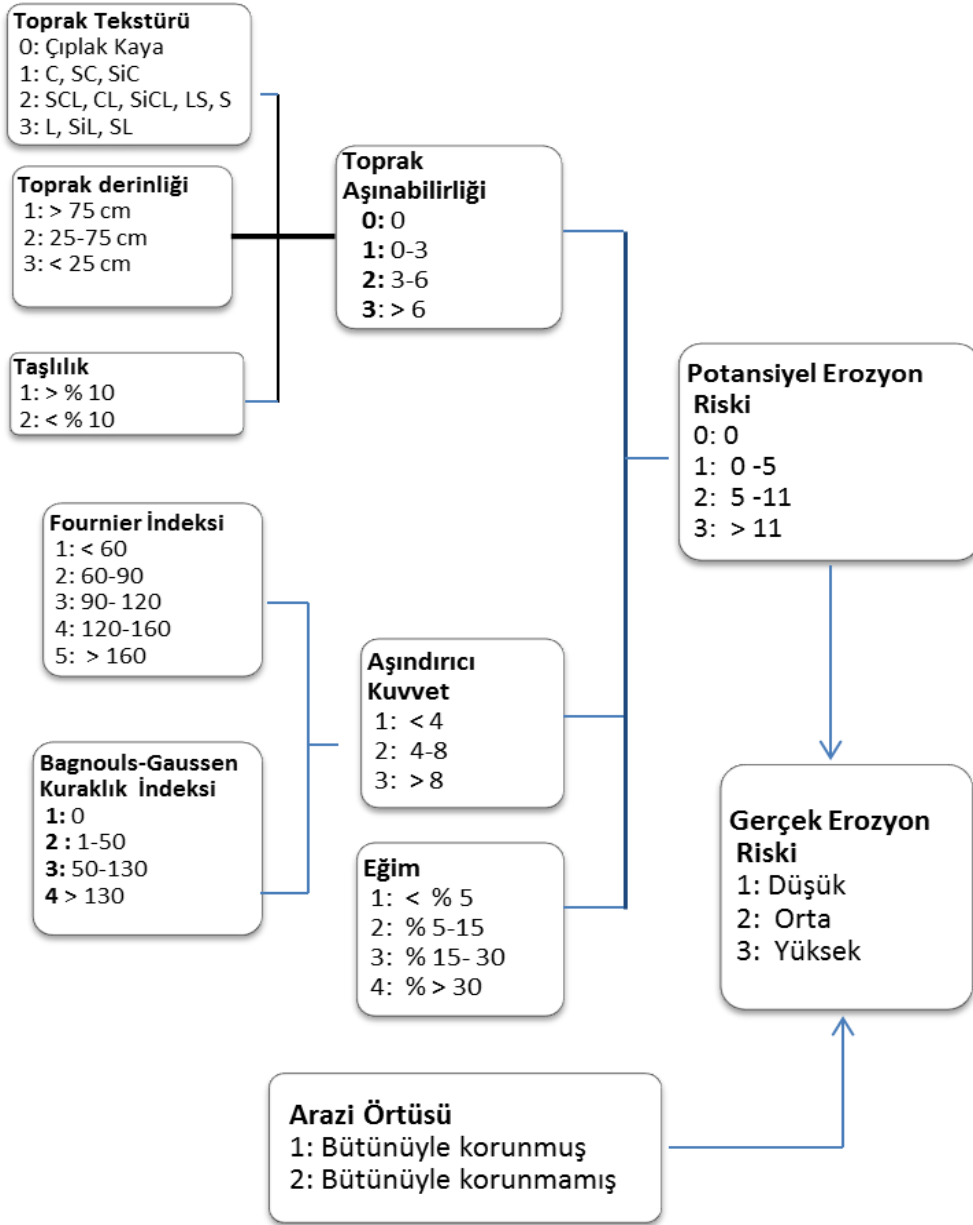 Toprak Tekstürü
0: Çıplak Kaya
1: C, SC, SiC
2: SCL, CL, SiCL, LS, S
3: L, SiL, SL
Toprak derinliği
1: > 75 cm
2: 25-75 cm
3: < 25 cm
Taşlılık
1: > % 10
2: < % 10
Toprak
Aşınabilirliği
0: 0
1: 0-3
2: 3-6
3: > 6
Fournier İndeksi
1: < 60
2: 60-90
3: 90- 120
4: 120-160
5: > 160
Bagnouls-Gaussen
Kuraklık İndeksi
1: 0
2 : 1-50
3: 50-130
4 > 130
Aşındırıcı
Kuvvet
1: < 4
2: 4-8
3: > 8
Eğim
1: < % 5
2: % 5-15
3: % 15- 30
4: % > 30
Potansiyel Erozyon
Riski
0: 0
1: 0 -5
2: 5 -11
3: > 11
Gerçek Erozyon
Riski
1: Düşük
2: Orta
3: Yüksek
Arazi Örtüsü
1: Bütünüyle korunmuş
2: Bütünüyle korunmamış